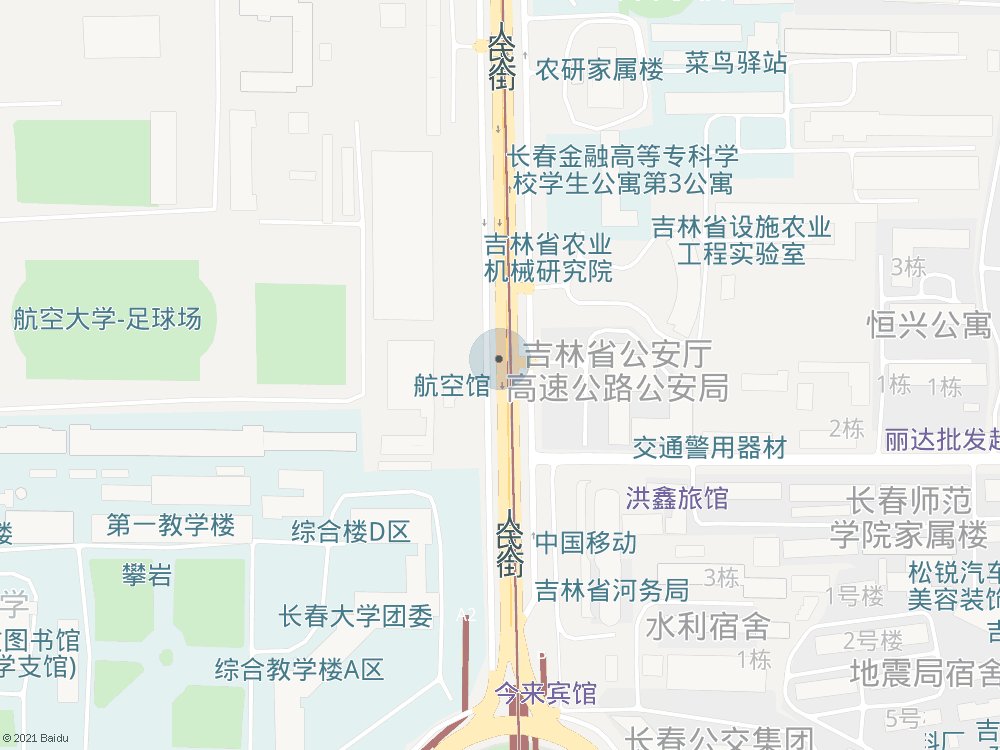 人民大街
农研家属楼
菜鸟驿站
长春金融高等专科学
校学生公寓第3公寓
吉林省设施农业
工程实验室
吉林省农业
机械研究院
3栋
航空大学-足球场
恒兴公寓
吉林省公安厅
高速公路公安局
航空馆
1栋
1栋
2栋
丽达批发超
交通警用器材
洪鑫旅馆
长春师范
学院家属楼
第一教学楼
综合楼D区
楼
人民大街
中国移动
攀岩
吉林省河务局
3栋
松锐汽车
美容装饰
1号楼
学
长春大学团委
A2
水利宿舍
图书馆
学支馆)
2号楼
吉
综合教学楼A区
1栋
地震局宿舍
今来宾馆
5号
长春公交集团
科厂
吉
© 2021 Baidu